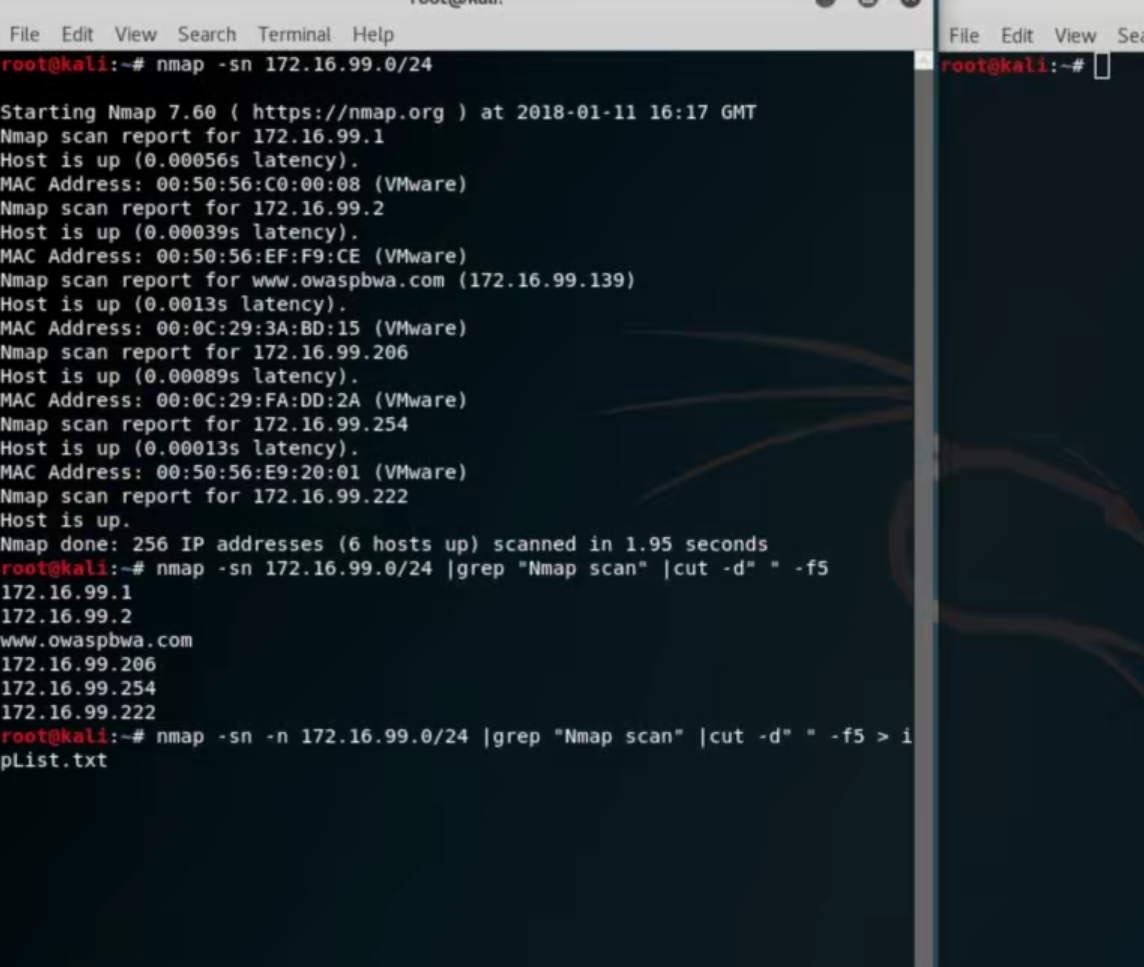 root@kali:
File Edit View Search Terminal Help
root@kali:~# nmap -sn 172.16.99.0/24
Starting Nmap 7.60 ( https://nmap.org ) at 2018-01-11 16:17 GMT
Nmap scan report for 172.16.99.1
Host is up (0.00056s latency).
MAC Address: 00:50:56:C0:00:08 (VMware)
Nmap scan report for 172.16.99.2
Host is up (0.00039s latency).
MAC Address: 00:50:56:EF:F9:CE (VMware)
Nmap scan report for www.owaspbwa.com (172.16.99.139)
Host is up (0.0013s latency).
MAC Address: 00:0C:29:3A:BD:15 (VMware)
Nmap scan report for 172.16.99.206
Host is up (0.00089s latency).
MAC Address: 00:0C:29:FA:DD:2A (VMware)
Nmap scan report for 172.16.99.254
Host is up (0.00013s latency).
MAC Address: 00:50:56:E9:20:01 (VMware)
Nmap scan report for 172.16.99.222
Host is up.
Nmap done: 256 IP addresses (6 hosts up) scanned in 1.95 seconds
root@kali:~# nmap -sn 172.16.99.0/24 |grep "Nmap scan" |cut -d" " -f5
172.16.99.1
172.16.99.2
www.owaspbwa.com
172.16.99.206
172.16.99.254
172.16.99.222
root@kali:~# nmap -sn -n 172.16.99.0/24 |grep "Nmap scan" |cut -d" " -f5 > i
pList.txt
File Edit View Sea
root@kali:~#